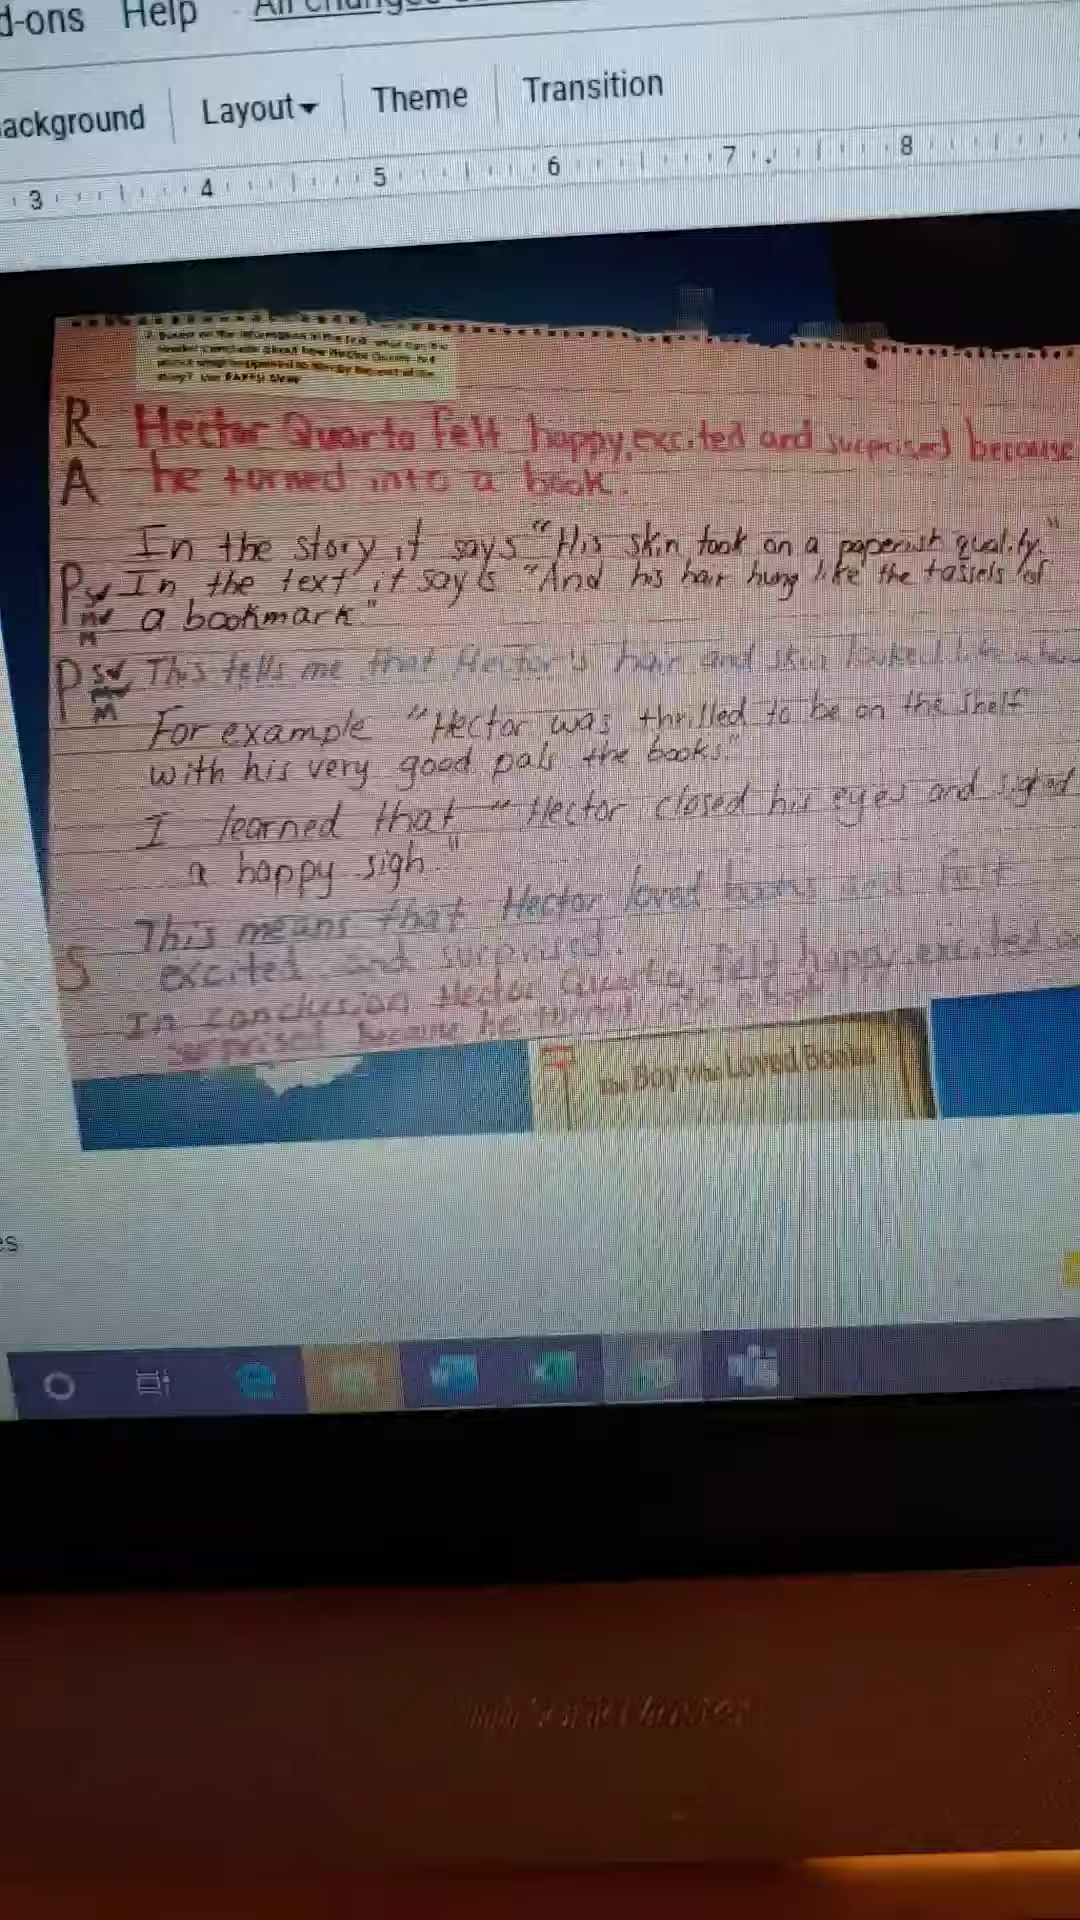 d-ons Help All changes
ackground Layout Theme Transition
3 4 5 6 7 8
R Hector Quarto felt happy, excited and surprised because
A he turned into a book.
In the story it says "His skin took on a paperish quality."
P In the text it says "And his hair hung like the tassels of
M a bookmark."
P This tells me that Hector's hair and skin looked like a
M
For example "Hector was thrilled to be on the shelf
with his very good pals the books."
I learned that "Hector closed his eyes and sighed
a happy sigh."
This means that Hector loved books and felt
S excited and surprised.
In conclusion Hector Quarto felt happy, excited
surprised because he turned
The Boy who Loved Books
es